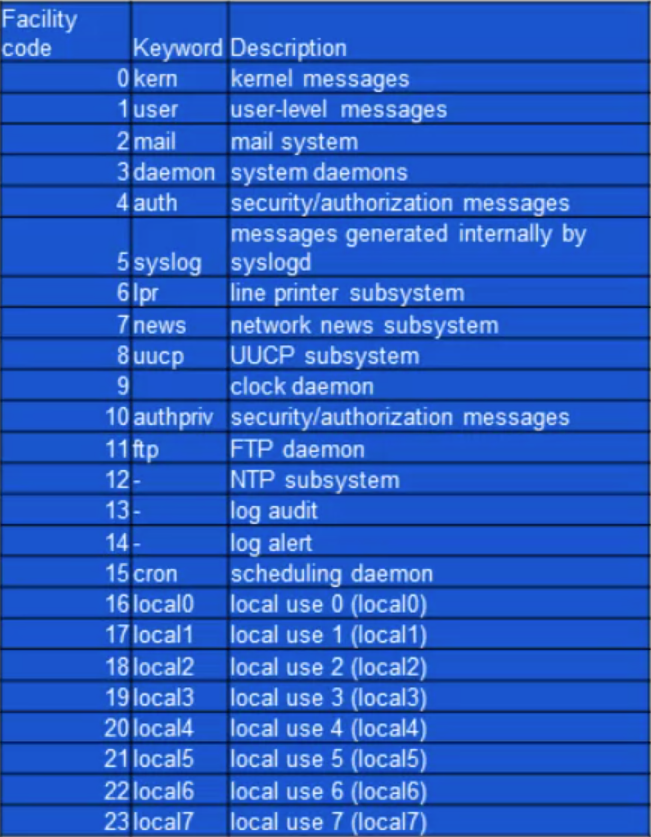 Facility
code Keyword Description
0 kern kernel messages
1 user user-level messages
2 mail mail system
3 daemon system daemons
4 auth security/authorization messages
messages generated internally by
5 syslog syslogd
6 lpr line printer subsystem
7 news network news subsystem
8 uucp UUCP subsystem
9 clock daemon
10 authpriv security/authorization messages
11 ftp FTP daemon
12 - NTP subsystem
13 - log audit
14 - log alert
15 cron scheduling daemon
16 local0 local use 0 (local0)
17 local1 local use 1 (local1)
18 local2 local use 2 (local2)
19 local3 local use 3 (local3)
20 local4 local use 4 (local4)
21 local5 local use 5 (local5)
22 local6 local use 6 (local6)
23 local7 local use 7 (local7)